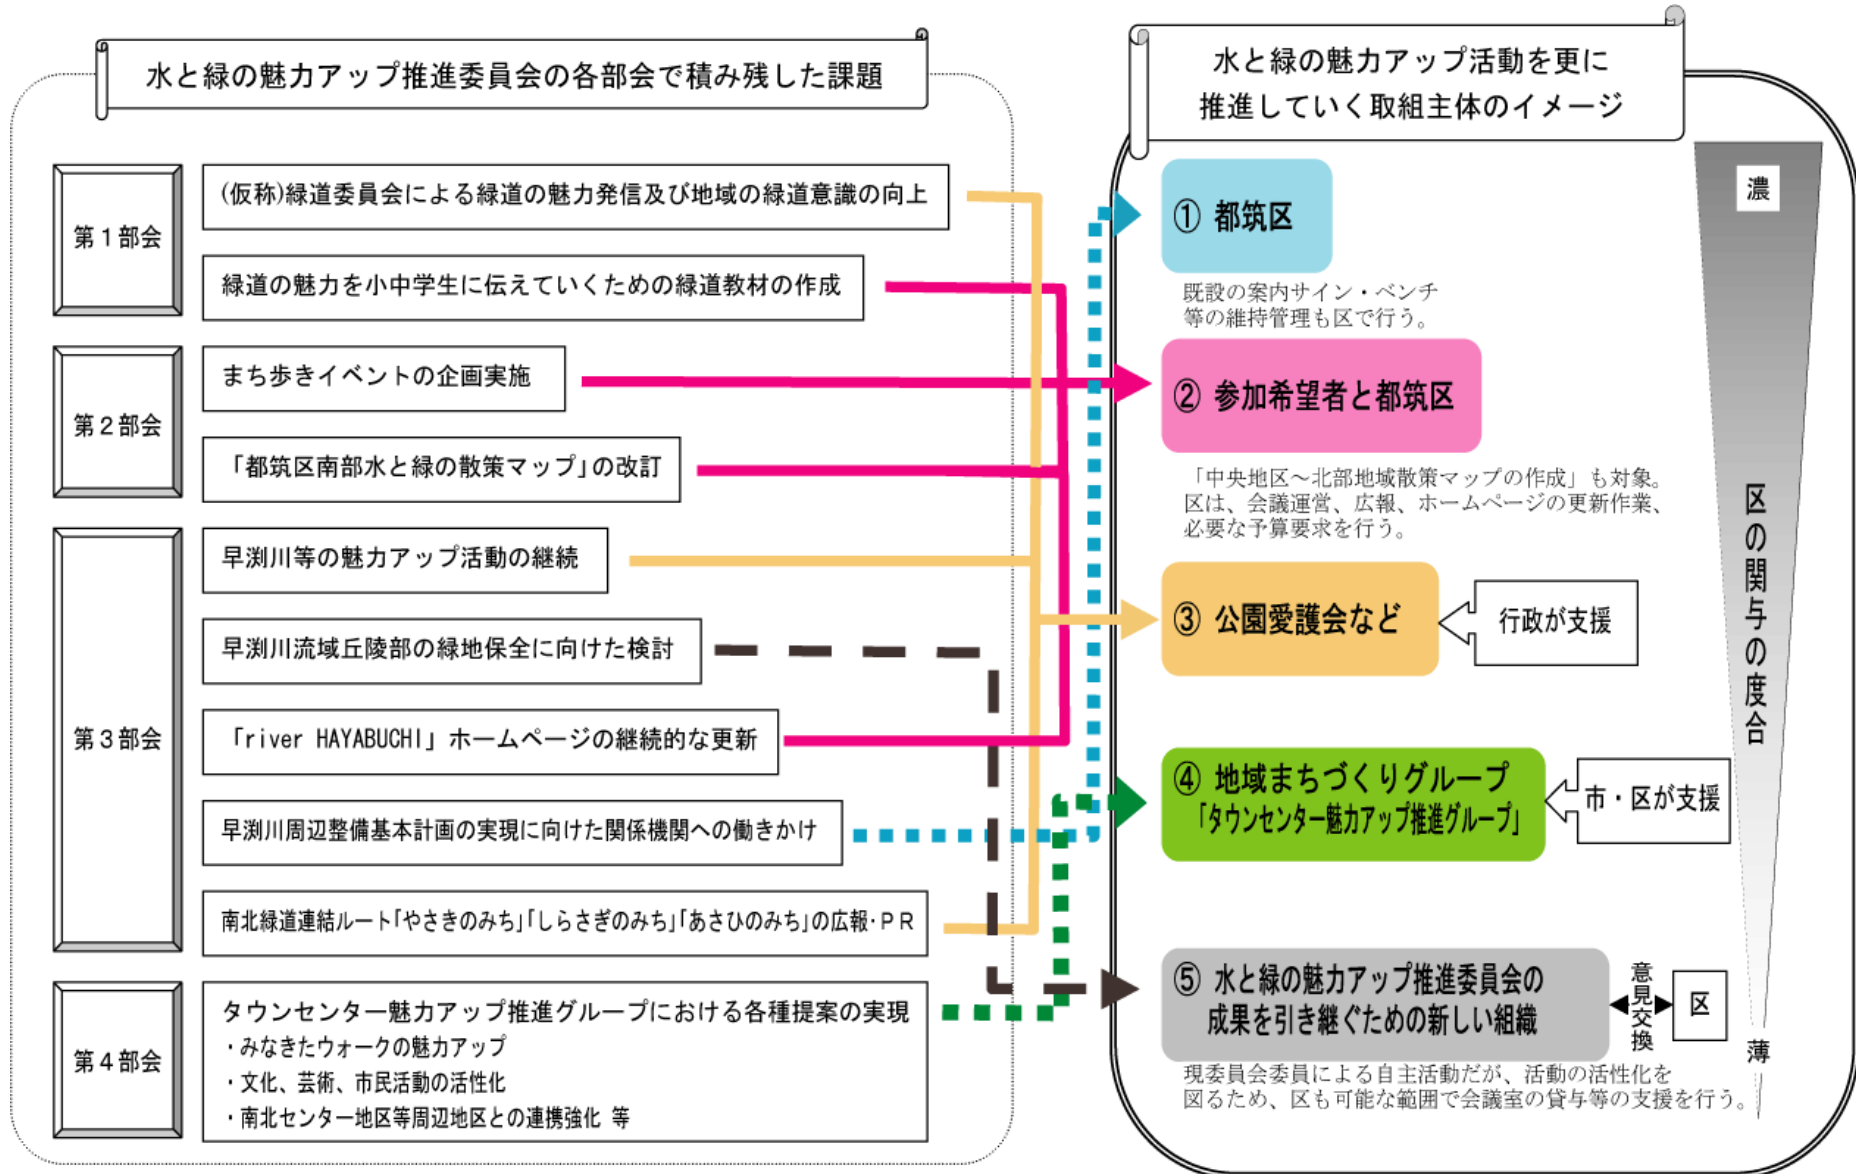 水と緑の魅力アップ推進委員会の各部会で積み残した課題
第1部会
(仮称)緑道委員会による緑道の魅力発信及び地域の緑道意識の向上
緑道の魅力を小中学生に伝えていくための緑道教材の作成
第2部会
まち歩きイベントの企画実施
「都筑区南部水と緑の散策マップ」の改訂
第3部会
早渕川等の魅力アップ活動の継続
早渕川流域丘陵部の緑地保全に向けた検討
「river HAYABUCHI」ホームページの継続的な更新
早渕川周辺整備基本計画の実現に向けた関係機関への働きかけ
南北緑道連結ルート「やさきのみち」「しらさぎのみち」「あさひのみち」の広報・PR
第4部会
タウンセンター魅力アップ推進グループにおける各種提案の実現
・みなきたウォークの魅力アップ
・文化、芸術、市民活動の活性化
・南北センター地区等周辺地区との連携強化 等
水と緑の魅力アップ活動を更に
推進していく取組主体のイメージ
① 都筑区
既設の案内サイン・ベンチ
等の維持管理も区で行う。
② 参加希望者と都筑区
「中央地区～北部地域散策マップの作成」も対象。
区は、会議運営、広報、ホームページの更新作業、
必要な予算要求を行う。
③ 公園愛護会など
行政が支援
④ 地域まちづくりグループ
「タウンセンター魅力アップ推進グループ」
市・区が支援
⑤ 水と緑の魅力アップ推進委員会の
成果を引き継ぐための新しい組織
意見交換
区
現委員会委員による自主活動だが、活動の活性化を
図るため、区も可能な範囲で会議室の貸与等の支援を行う。
濃
区の関与の度合
薄